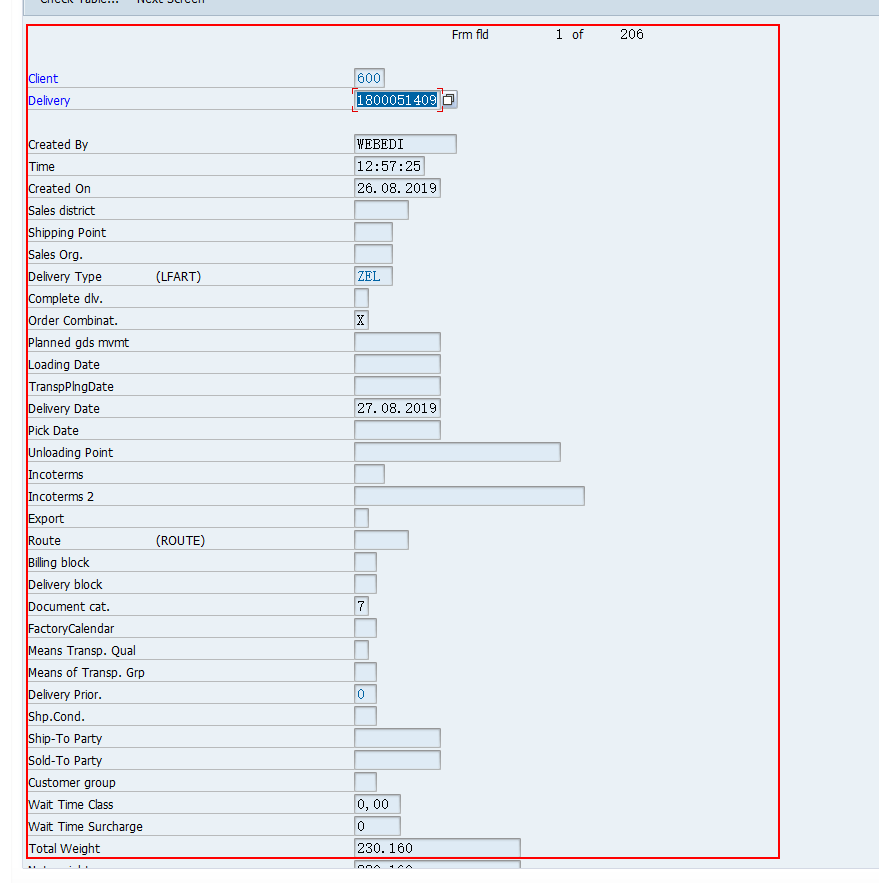 Check Table... Next Screen
Frm fld 1 of 206
Client 600
Delivery 1800051409
Created By WEBEDI
Time 12:57:25
Created On 26.08.2019
Sales district
Shipping Point
Sales Org.
Delivery Type (LFART) ZEL
Complete dlv.
Order Combinat. X
Planned gds mvmt
Loading Date
TranspPlngDate
Delivery Date 27.08.2019
Pick Date
Unloading Point
Incoterms
Incoterms 2
Export
Route (ROUTE)
Billing block
Delivery block
Document cat. 7
FactoryCalendar
Means Transp. Qual
Means of Transp. Grp
Delivery Prior. 0
Shp.Cond.
Ship-To Party
Sold-To Party
Customer group
Wait Time Class 0,00
Wait Time Surcharge 0
Total Weight 230.160